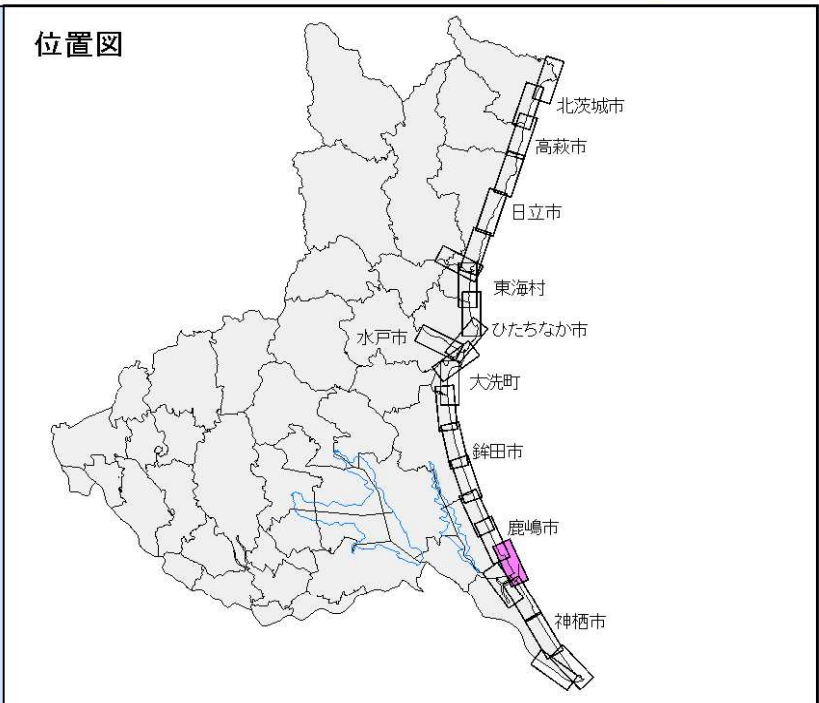 位置図
北茨城市
高萩市
日立市
東海村
ひたちなか市
水戸市
大洗町
鉾田市
鹿嶋市
神栖市